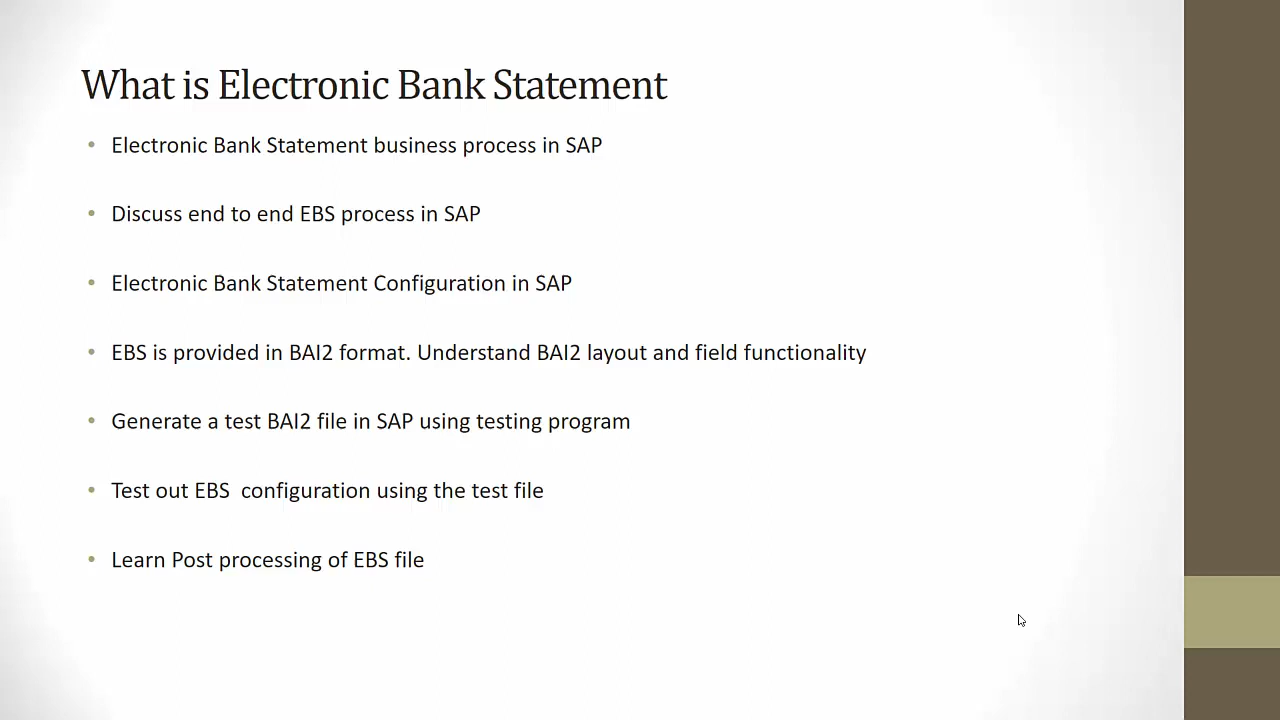 What is Electronic Bank Statement
• Electronic Bank Statement business process in SAP
• Discuss end to end EBS process in SAP
• Electronic Bank Statement Configuration in SAP
• EBS is provided in BAI2 format. Understand BAI2 layout and field functionality
• Generate a test BAI2 file in SAP using testing program
• Test out EBS  configuration using the test file
• Learn Post processing of EBS file